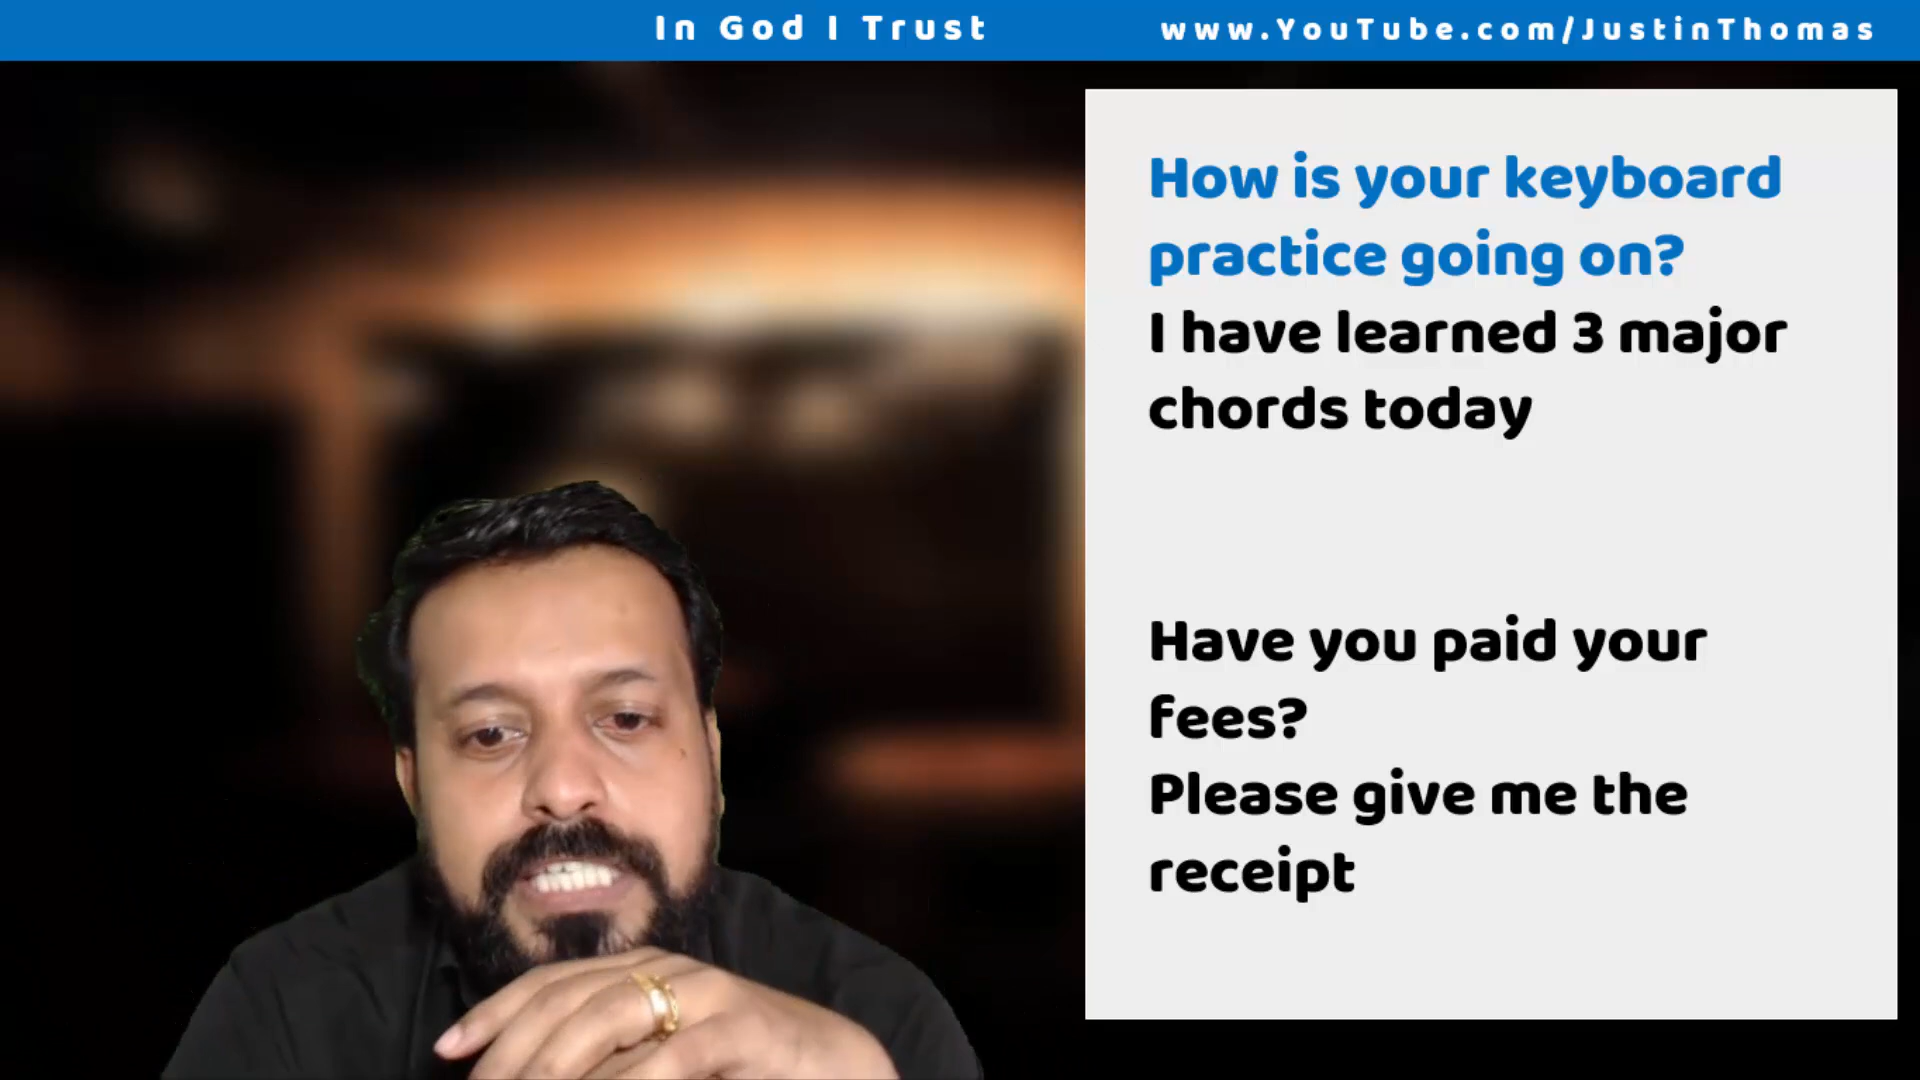 In God I Trust
www.YouTube.com/JustinThomas
How is your keyboard
practice going on?
I have learned 3 major
chords today
Have you paid your
fees?
Please give me the
receipt